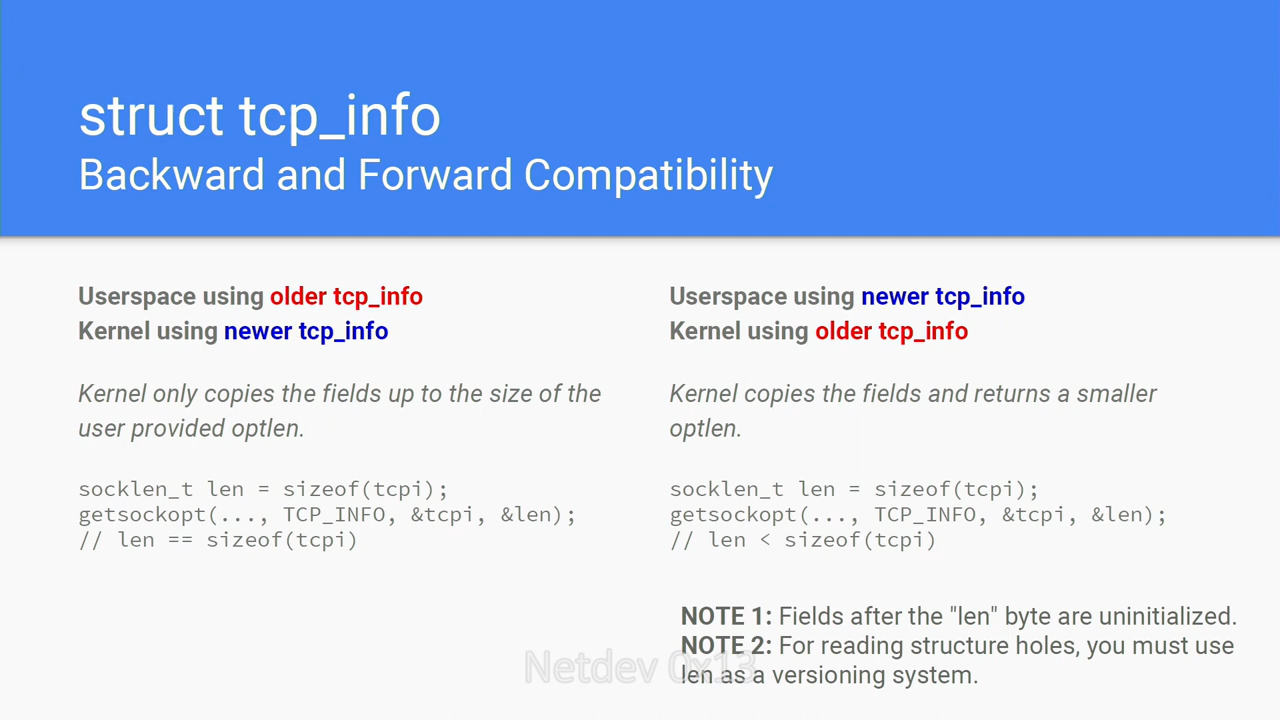 struct tcp_info
Backward and Forward Compatibility
Userspace using older tcp_info
Kernel using newer tcp_info
Kernel only copies the fields up to the size of the
user provided optlen.
socklen_t len = sizeof(tcpi);
getsockopt(..., TCP_INFO, &tcpi, &len);
// len == sizeof(tcpi)
Userspace using newer tcp_info
Kernel using older tcp_info
Kernel copies the fields and returns a smaller
optlen.
socklen_t len = sizeof(tcpi);
getsockopt(..., TCP_INFO, &tcpi, &len);
// len < sizeof(tcpi)
NOTE 1: Fields after the "len" byte are uninitialized.
NOTE 2: For reading structure holes, you must use
len as a versioning system.
Netdev 0x13